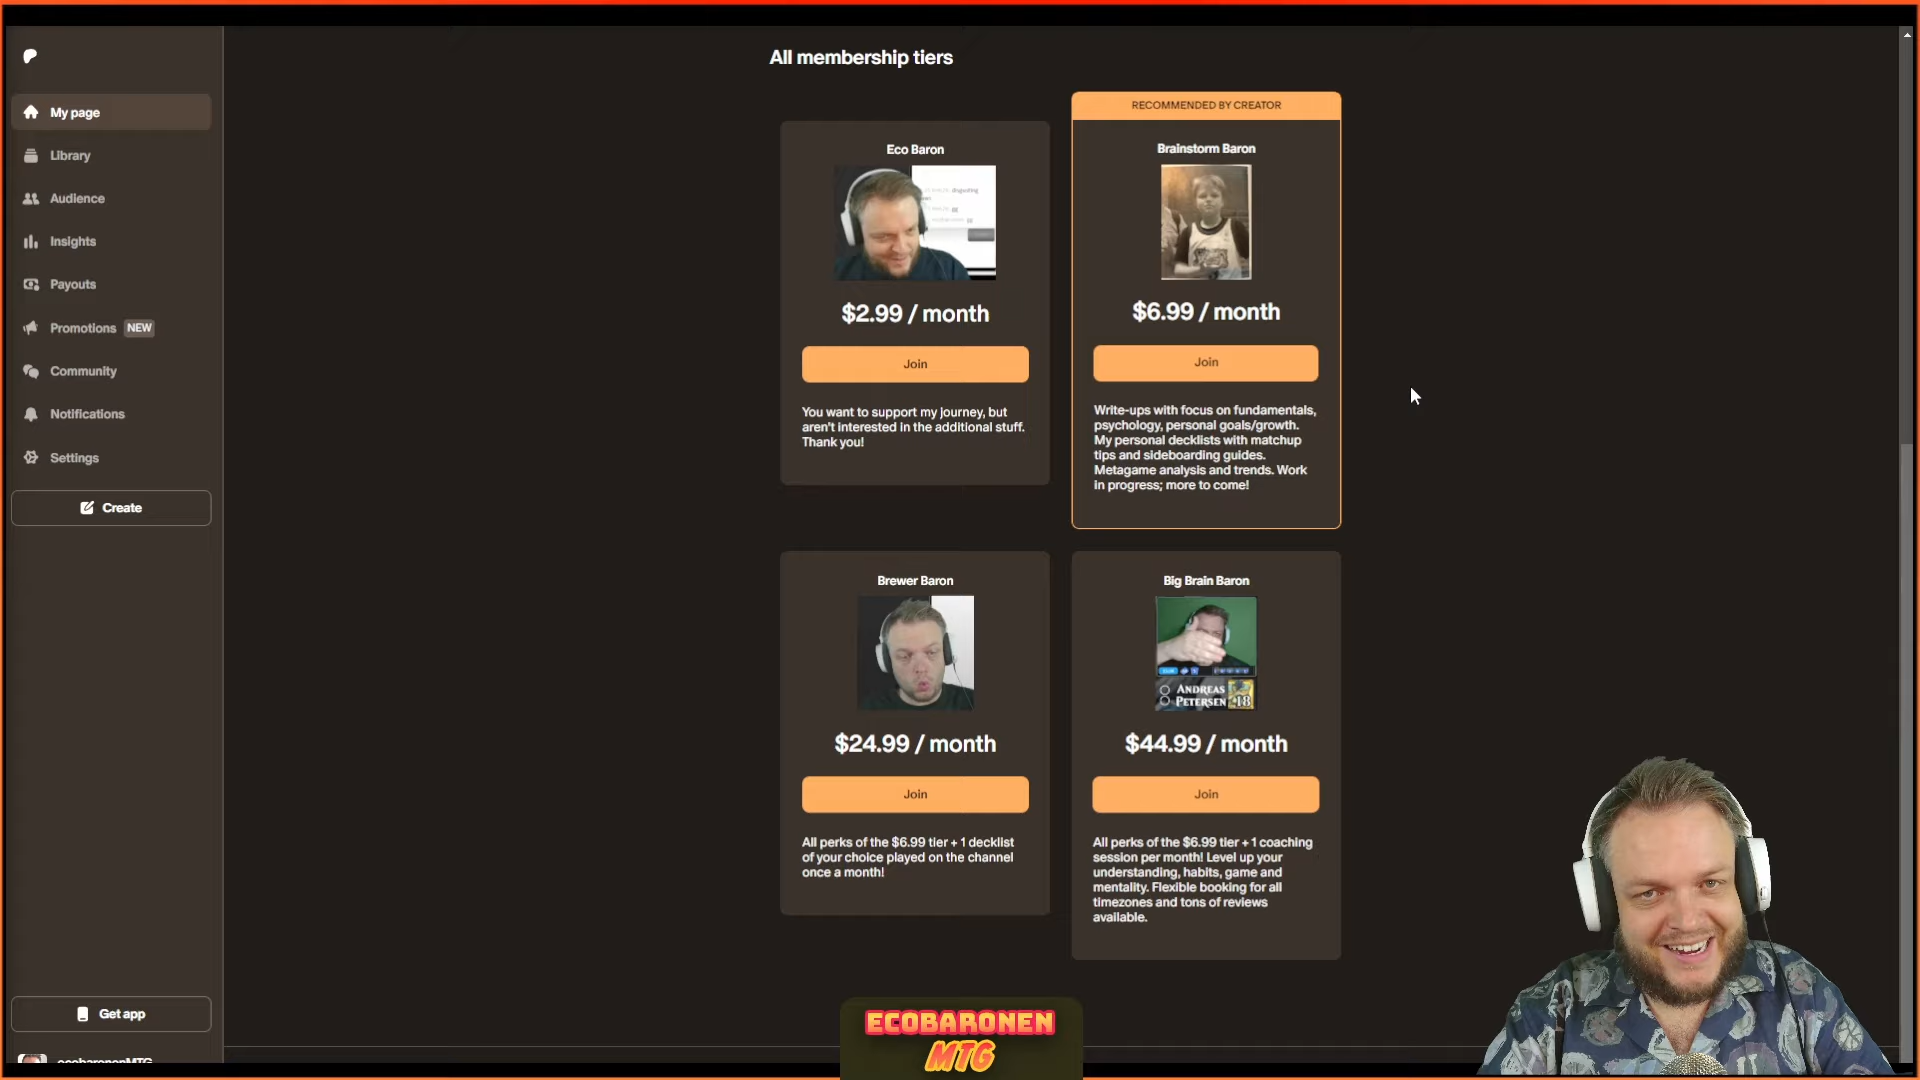 All membership tiers
My page
Library
Audience
Insights
Payouts
Promotions NEW
Community
Notifications
Settings
Create
Get app
ecobaronenMTG
Eco Baron
$2.99 / month
Join
You want to support my journey, but
aren't interested in the additional stuff.
Thank you!
RECOMMENDED BY CREATOR
Brainstorm Baron
$6.99 / month
Join
Write-ups with focus on fundamentals,
psychology, personal goals/growth.
My personal decklists with matchup
tips and sideboarding guides.
Metagame analysis and trends. Work
in progress; more to come!
Brewer Baron
$24.99 / month
Join
All perks of the $6.99 tier + 1 decklist
of your choice played on the channel
once a month!
Big Brain Baron
ANDREAS
PETERSEN 18
$44.99 / month
Join
All perks of the $6.99 tier + 1 coaching
session per month! Level up your
understanding, habits, game and
mentality. Flexible booking for all
timezones and tons of reviews
available.
ECOBARONEN
MTG